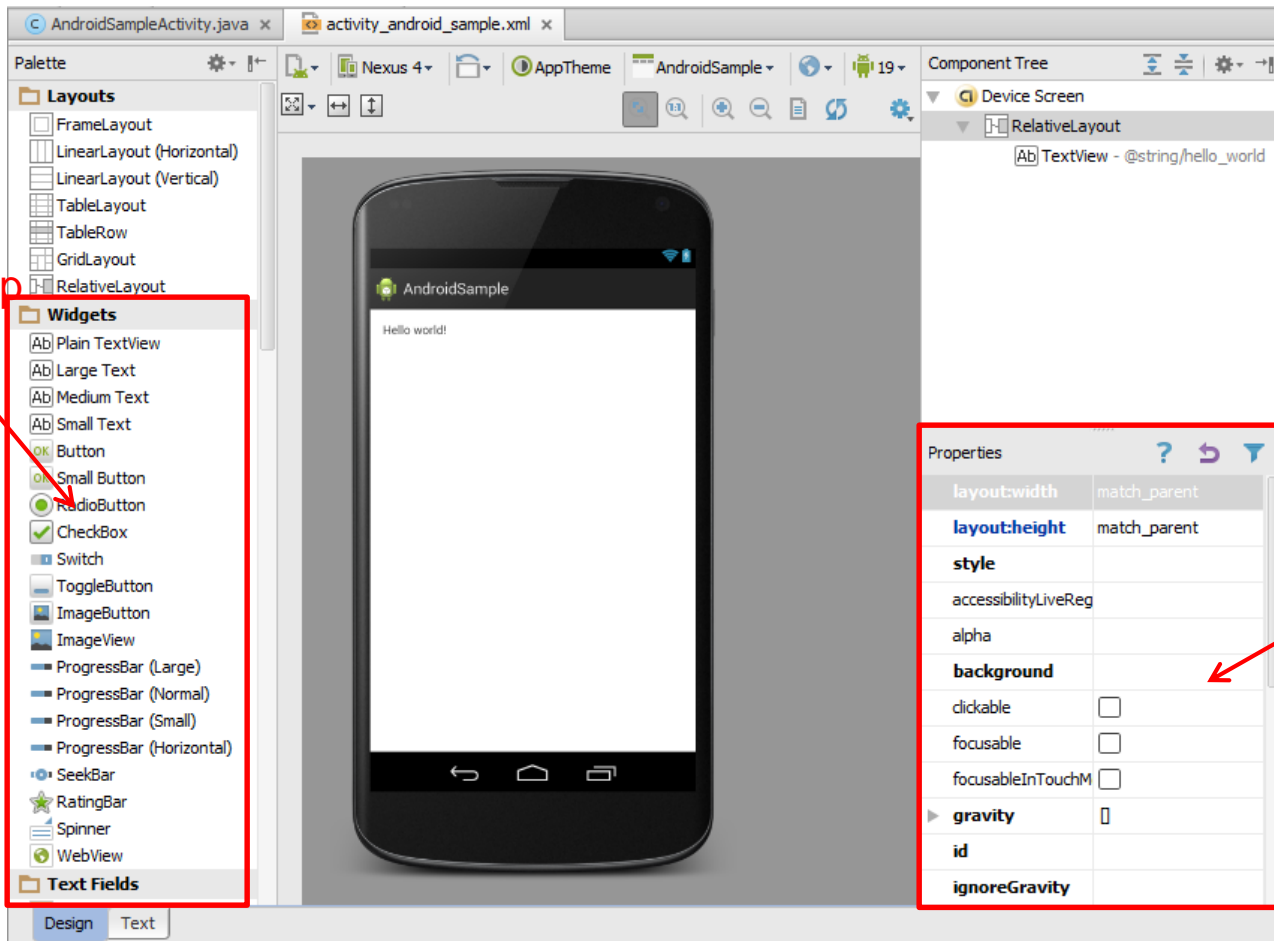 AndroidSampleActivity.java
activity_android_sample.xml
Palette
Nexus 4
AppTheme
AndroidSample
19
Component Tree
Layouts
FrameLayout
LinearLayout (Horizontal)
LinearLayout (Vertical)
TableLayout
TableRow
GridLayout
RelativeLayout
p
Widgets
Plain TextView
Large Text
Medium Text
Small Text
Button
Small Button
RadioButton
CheckBox
Switch
ToggleButton
ImageButton
ImageView
ProgressBar (Large)
ProgressBar (Normal)
ProgressBar (Small)
ProgressBar (Horizontal)
SeekBar
RatingBar
Spinner
WebView
Text Fields
Design Text
AndroidSample
Hello world!
Device Screen
RelativeLayout
Ab TextView - @string/hello_world
Properties
layout:width match_parent
layout:height match_parent
style
accessibilityLiveReg
alpha
background
clickable
focusable
focusableInTouchM
gravity []
id
ignoreGravity